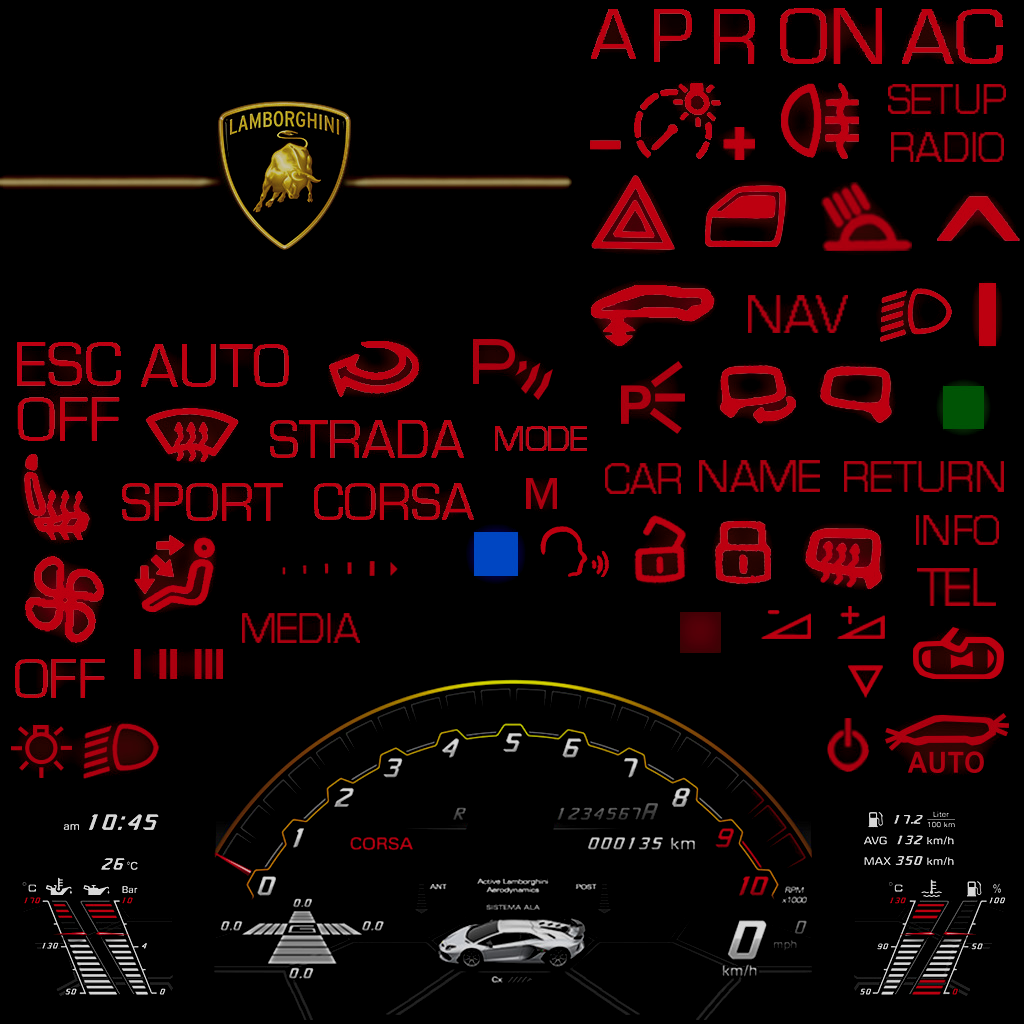 A P R ON AC
LAMBORGHINI
SETUP
RADIO
- +
NAV
ESC AUTO P
OFF
P
STRADA MODE
CAR NAME RETURN
SPORT CORSA M
INFO
TEL
MEDIA
- +
OFF I II III
AUTO
5
4 6
3 7
2 8
1 9
0 10
RPM
x1000
R 1234567A
CORSA 000135 km
am 10:45
26 °C
°C Bar
170 10
130 4
50 0
ANT Active Lamborghini POST
Aerodynamics
SISTEMA ALA
0.0
0.0 0.0
0.0
Cx
0 0
mph
km/h
17.2 Liter
100 km
AVG 132 km/h
MAX 350 km/h
°C %
130 100
90 50
50 0